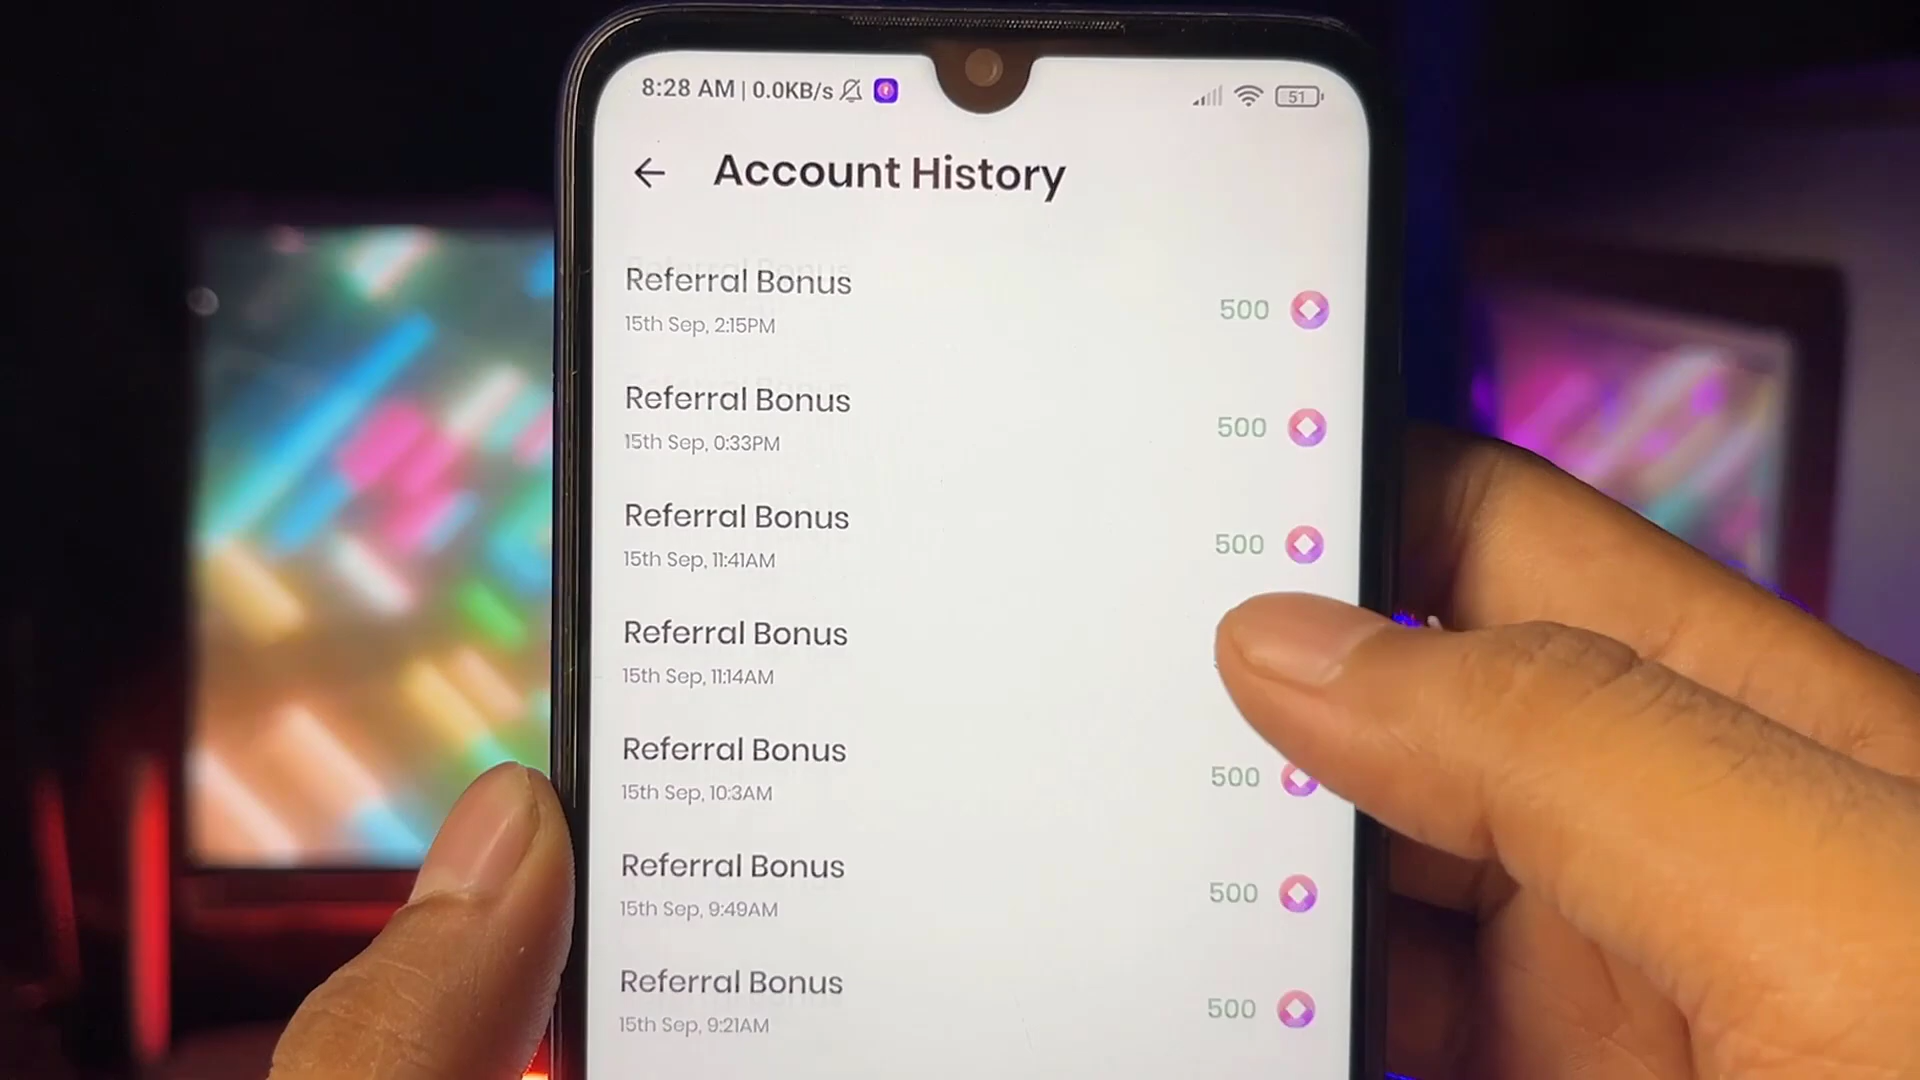 8:28 AM | 0.0KB/s
51
Account History
Referral Bonus
15th Sep, 2:15PM
500
Referral Bonus
15th Sep, 0:33PM
500
Referral Bonus
15th Sep, 11:41AM
500
Referral Bonus
15th Sep, 11:14AM
Referral Bonus
15th Sep, 10:3AM
500
Referral Bonus
15th Sep, 9:49AM
500
Referral Bonus
15th Sep, 9:21AM
500